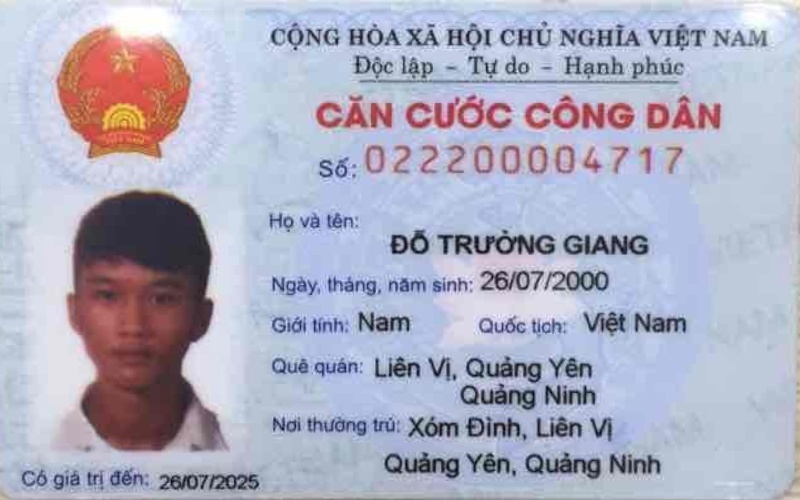 CỘNG HÒA XÃ HỘI CHỦ NGHĨA VIỆT NAM
Độc lập - Tự do - Hạnh phúc
CĂN CƯỚC CÔNG DÂN
Số: 022200004717
Họ và tên:
ĐỖ TRƯỜNG GIANG
Ngày, tháng, năm sinh: 26/07/2000
Giới tính: Nam Quốc tịch: Việt Nam
Quê quán: Liên Vị, Quảng Yên
Quảng Ninh
Nơi thường trú: Xóm Đình, Liên Vị
Quảng Yên, Quảng Ninh
Có giá trị đến: 26/07/2025